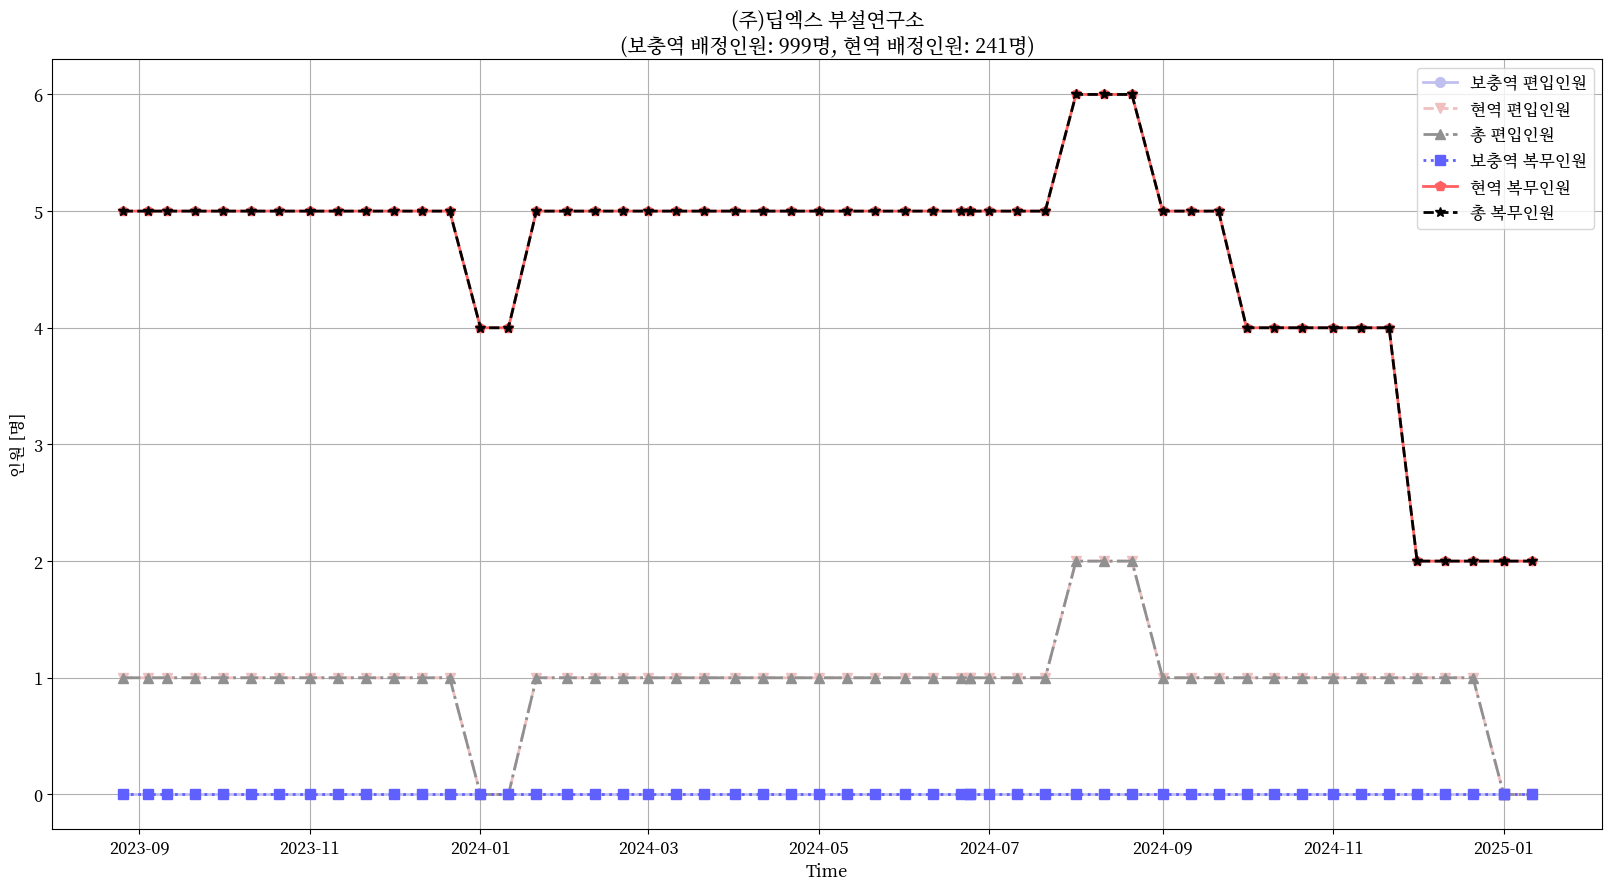 (주)딥엑스 부설연구소
(보충역 배정인원: 999명, 현역 배정인원: 241명)
보충역 편입인원
현역 편입인원
총 편입인원
보충역 복무인원
현역 복무인원
총 복무인원
인원 [명]
6
5
4
3
2
1
0
2023-09
2023-11
2024-01
2024-03
2024-05
2024-07
2024-09
2024-11
2025-01
Time